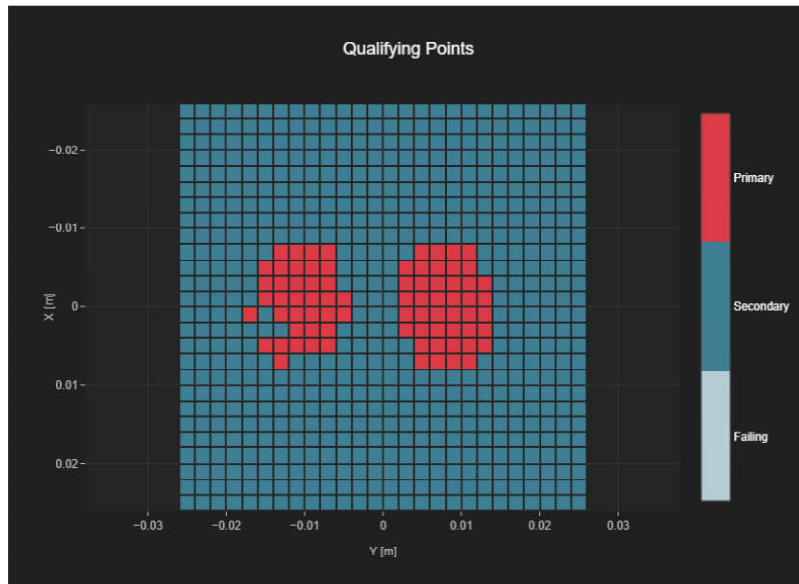 Qualifying Points
−0.02
−0.01
0
0.01
0.02
X [m]
−0.03
−0.02
−0.01
0
0.01
0.02
0.03
Y [m]
Primary
Secondary
Failing